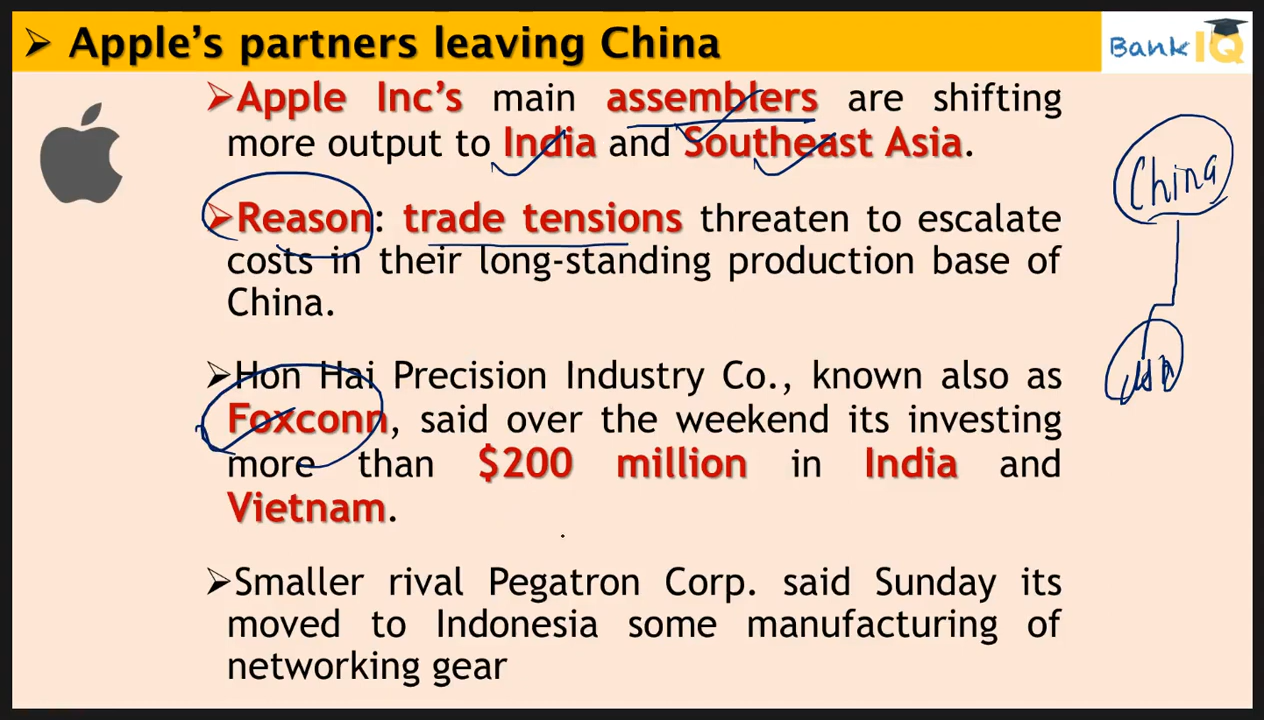 ➢ Apple's partners leaving China
Bank IQ
➢Apple Inc's main assemblers are shifting
more output to India and Southeast Asia.
➢Reason: trade tensions threaten to escalate
costs in their long-standing production base of
China.
➢Hon Hai Precision Industry Co., known also as
Foxconn, said over the weekend its investing
more than $200 million in India and
Vietnam.
➢Smaller rival Pegatron Corp. said Sunday its
moved to Indonesia some manufacturing of
networking gear
China